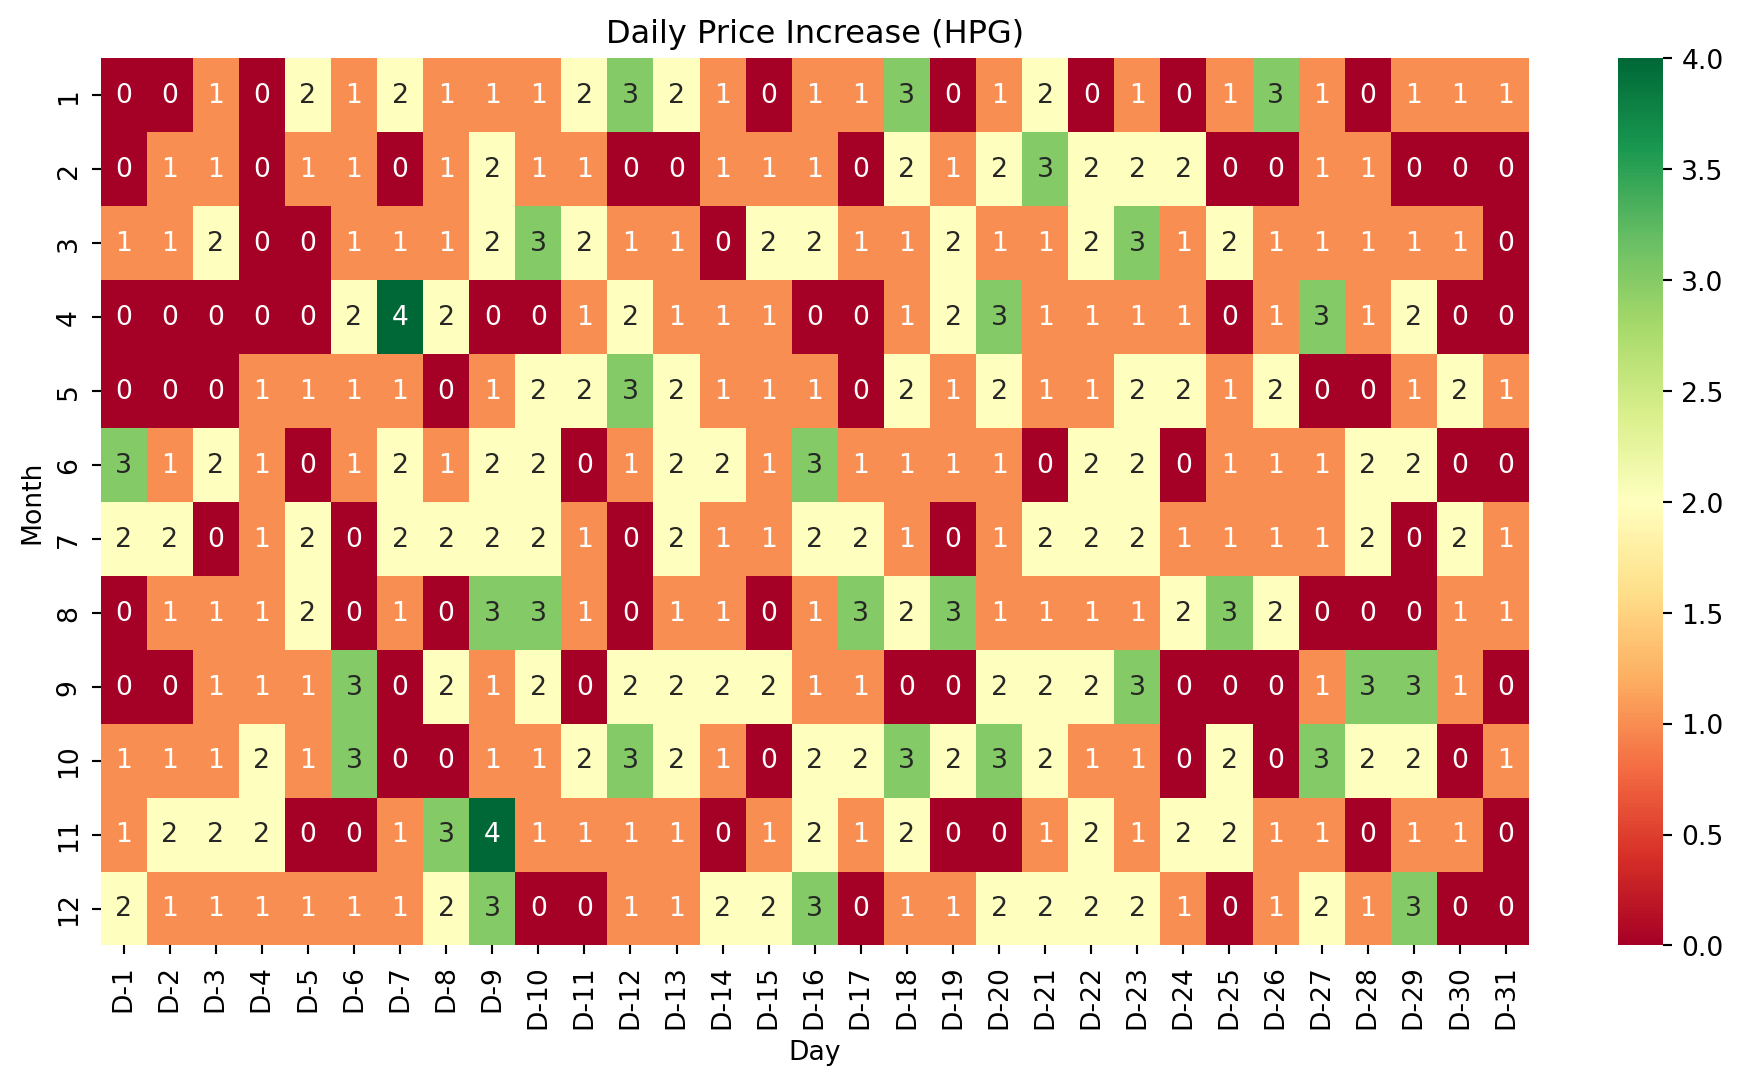 Daily Price Increase (HPG)
1 0 0 1 0 2 1 2 1 1 1 2 3 2 1 0 1 1 3 0 1 2 0 1 0 1 3 1 0 1 1 1
2 0 1 1 0 1 1 0 1 2 1 1 0 0 1 1 1 0 2 1 2 3 2 2 2 0 0 1 1 0 0 0
3 1 1 2 0 0 1 1 1 2 3 2 1 1 0 2 2 1 1 2 1 1 2 3 1 2 1 1 1 1 1 0
4 0 0 0 0 0 2 4 2 0 0 1 2 1 1 1 0 0 1 2 3 1 1 1 1 0 1 3 1 2 0 0
5 0 0 0 1 1 1 1 0 1 2 2 3 2 1 1 1 0 2 1 2 1 1 2 2 1 2 0 0 1 2 1
6 3 1 2 1 0 1 2 1 2 2 0 1 2 2 1 3 1 1 1 1 0 2 2 0 1 1 1 2 2 0 0
7 2 2 0 1 2 0 2 2 2 2 1 0 2 1 1 2 2 1 0 1 2 2 2 1 1 1 1 2 0 2 1
8 0 1 1 1 2 0 1 0 3 3 1 0 1 1 0 1 3 2 3 1 1 1 1 2 3 2 0 0 0 1 1
9 0 0 1 1 1 3 0 2 1 2 0 2 2 2 2 1 1 0 0 2 2 2 3 0 0 0 1 3 3 1 0
10 1 1 1 2 1 3 0 0 1 1 2 3 2 1 0 2 2 3 2 3 2 1 1 0 2 0 3 2 2 0 1
11 1 2 2 2 0 0 1 3 4 1 1 1 1 0 1 2 1 2 0 0 1 2 1 2 2 1 1 0 1 1 0
12 2 1 1 1 1 1 1 2 3 0 0 1 1 2 2 3 0 1 1 2 2 2 2 1 0 1 2 1 3 0 0
Month
D-1 D-2 D-3 D-4 D-5 D-6 D-7 D-8 D-9 D-10 D-11 D-12 D-13 D-14 D-15 D-16 D-17 D-18 D-19 D-20 D-21 D-22 D-23 D-24 D-25 D-26 D-27 D-28 D-29 D-30 D-31
Day
4.0
3.5
3.0
2.5
2.0
1.5
1.0
0.5
0.0